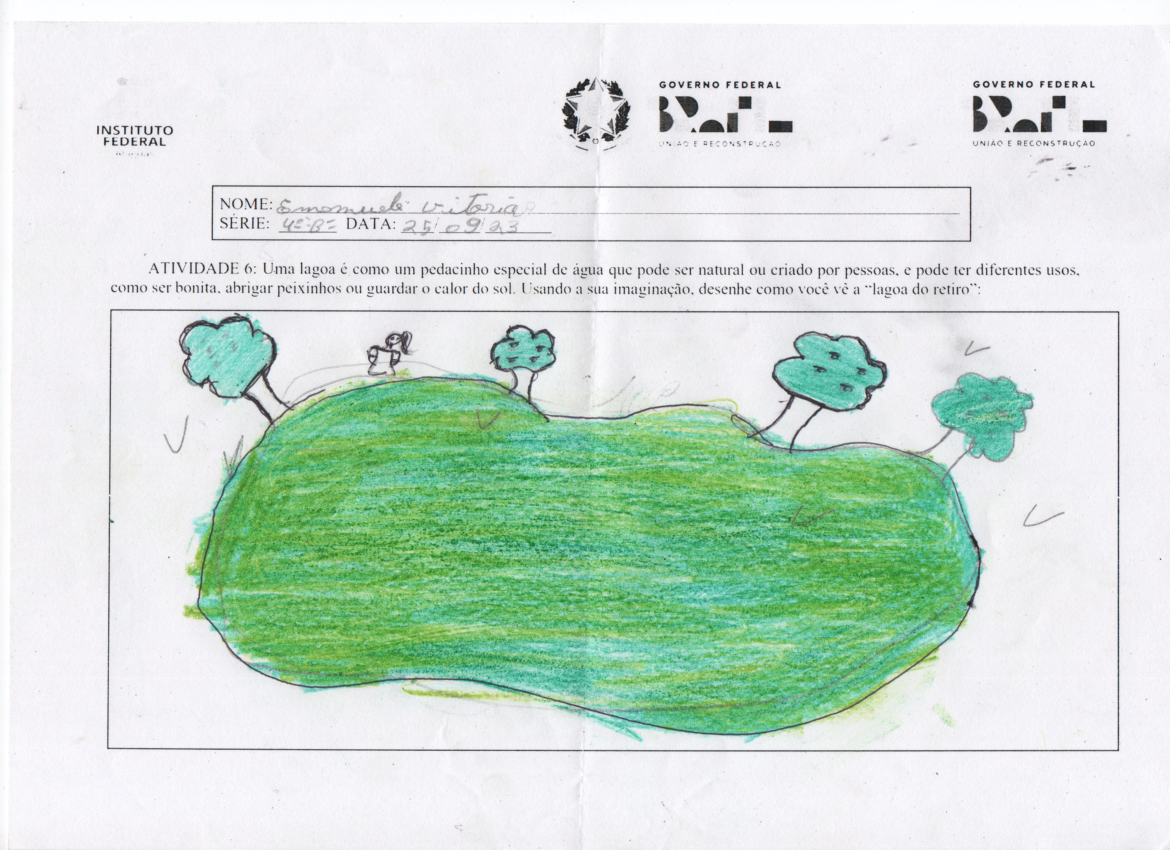 INSTITUTO
FEDERAL
GOVERNO FEDERAL
BRASIL
UNIÃO E RECONSTRUÇÃO
GOVERNO FEDERAL
BRASIL
UNIÃO E RECONSTRUÇÃO
NOME: Emanuele Vitoria
SÉRIE: 4º B DATA: 25/09/23
ATIVIDADE 6: Uma lagoa é como um pedacinho especial de água que pode ser natural ou criado por pessoas, e pode ter diferentes usos,
como ser bonita, abrigar peixinhos ou guardar o calor do sol. Usando a sua imaginação, desenhe como você vê a “lagoa do retiro”: